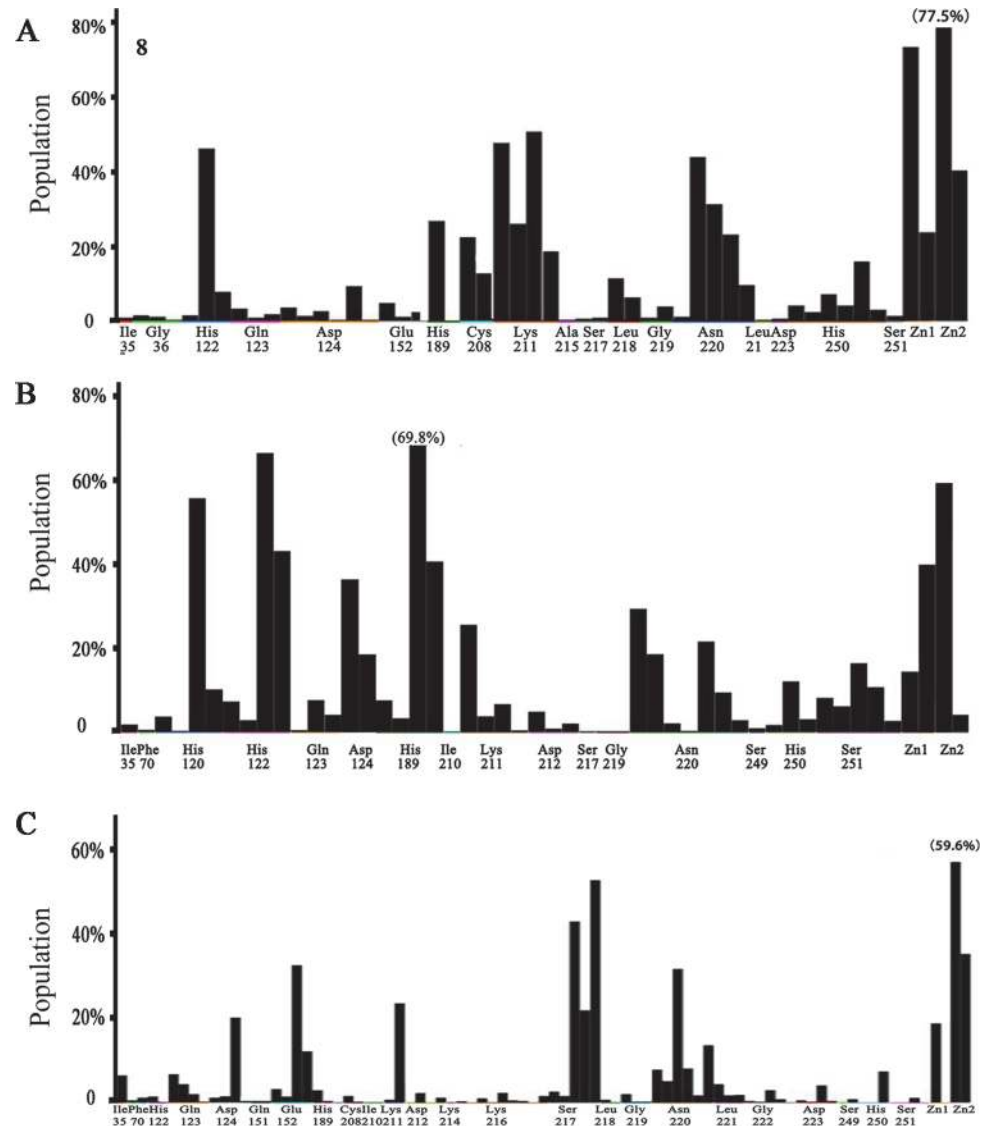 A
8
(77.5%)
80%
60%
40%
20%
0
Population
Ile Gly His Gln Asp Glu His Cys Lys Ala Ser Leu Gly Asn Leu Asp His Ser Zn1 Zn2
35 36 122 123 124 152 189 208 211 215 217 218 219 220 21 223 250 251
B
(69.8%)
80%
60%
40%
20%
0
Population
Ile Phe His His Gln Asp His Ile Lys Asp Ser Gly Asn Ser His Ser Zn1 Zn2
35 70 120 122 123 124 189 210 211 212 217 219 220 249 250 251
C
(59.6%)
60%
40%
20%
0
Population
Ile Phe His Gln Asp Gln Glu His Cys Ile Lys Asp Lys Lys Ser Leu Gly Asn Leu Gly Asp Ser His Ser Zn1 Zn2
35 70 122 123 124 151 152 189 208 210 211 212 214 216 217 218 219 220 221 222 223 249 250 251